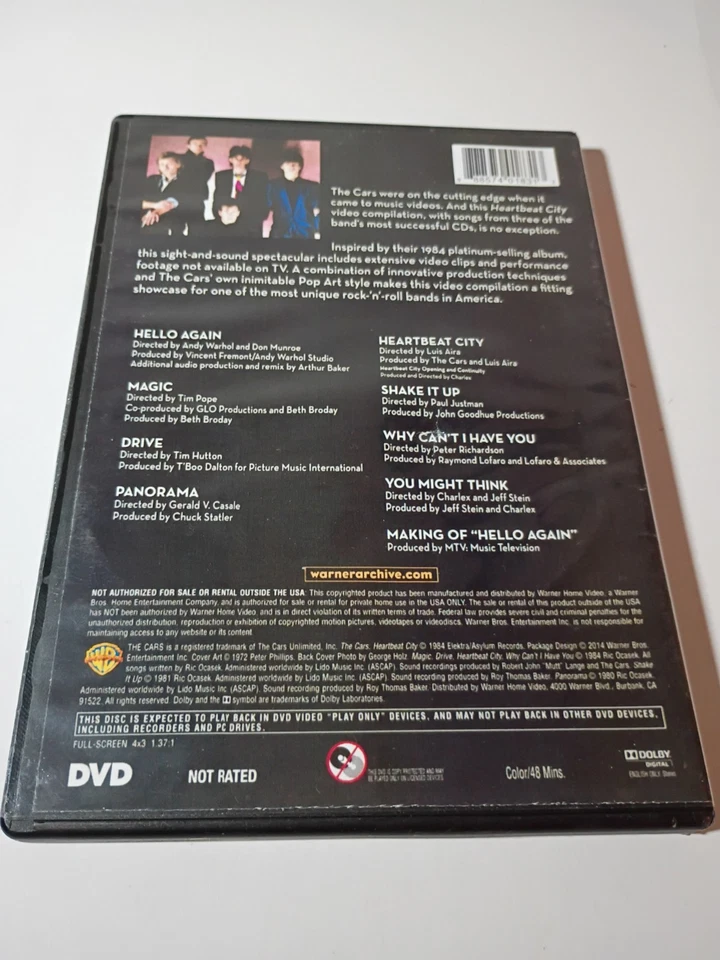 The Cars were on the cutting edge when it
came to music videos. And this Heartbeat City
video compilation, with songs from three of the
band's most successful CDs, is no exception.
Inspired by their 1984 platinum-selling album,
this sight-and-sound spectacular includes extensive video clips and performance
footage not available on TV. A combination of innovative production techniques
and The Cars' own inimitable Pop Art style makes this video compilation a fitting
showcase for one of the most unique rock-'n'-roll bands in America.
HELLO AGAIN
Directed by Andy Warhol and Don Munroe
Produced by Vincent Fremont/Andy Warhol Studio
Additional audio production and remix by Arthur Baker
MAGIC
Directed by Tim Pope
Co-produced by GLO Productions and Beth Broday
Produced by Beth Broday
DRIVE
Directed by Tim Hutton
Produced by T'Boo Dalton for Picture Music International
PANORAMA
Directed by Gerald V. Casale
Produced by Chuck Statler
HEARTBEAT CITY
Directed by Luis Aira
Produced by The Cars and Luis Aira
Heartbeat City Opening and Continuity
Produced and Directed by Charlex
SHAKE IT UP
Directed by Paul Justman
Produced by John Goodhue Productions
WHY CAN'T I HAVE YOU
Directed by Peter Richardson
Produced by Raymond Lofaro and Lofaro & Associates
YOU MIGHT THINK
Directed by Charlex and Jeff Stein
Produced by Jeff Stein and Charlex
MAKING OF "HELLO AGAIN"
Produced by MTV: Music Television
warnerarchive.com
NOT AUTHORIZED FOR SALE OR RENTAL OUTSIDE THE USA: This copyrighted product has been manufactured and distributed by Warner Home Video, a Warner
Bros. Home Entertainment Company, and is authorized for sale or rental for private home use in the USA ONLY. The sale or rental of this product outside of the USA
has NOT been authorized by Warner Home Video, and is in direct violation of its written terms of trade. Federal law provides severe civil and criminal penalties for the
unauthorized distribution, reproduction or exhibition of copyrighted motion pictures, videotapes or videodiscs. Warner Bros. Entertainment Inc. is not responsible for
maintaining access to any website or its content.
WB
THE CARS is a registered trademark of The Cars Unlimited, Inc. The Cars. Heartbeat City © 1984 Elektra/Asylum Records. Package Design © 2014 Warner Bros.
Entertainment Inc. Cover Art © 1972 Peter Phillips. Back Cover Photo by George Holz. Magic, Drive, Heartbeat City, Why Can't I Have You © 1984 Ric Ocasek. All
songs written by Ric Ocasek. Administered worldwide by Lido Music Inc (ASCAP). Sound recordings produced by Robert John "Mutt" Lange and The Cars. Shake
It Up © 1981 Ric Ocasek. Administered worldwide by Lido Music Inc (ASCAP). Sound recording produced by Roy Thomas Baker. Panorama © 1980 Ric Ocasek.
Administered worldwide by Lido Music Inc (ASCAP). Sound recording produced by Roy Thomas Baker. Distributed by Warner Home Video, 4000 Warner Blvd., Burbank, CA
91522. All rights reserved. Dolby and the symbol are trademarks of Dolby Laboratories.
THIS DISC IS EXPECTED TO PLAY BACK IN DVD VIDEO "PLAY ONLY" DEVICES, AND MAY NOT PLAY BACK IN OTHER DVD DEVICES,
INCLUDING RECORDERS AND PC DRIVES.
FULL-SCREEN 4x3 1.37:1
DVD
NOT RATED
THIS DVD IS COPY PROTECTED AND MAY
BE PLAYED ONLY ON LICENSED DEVICES.
Color/48 Mins.
DOLBY
DIGITAL
ENGLISH ONLY: Stereo